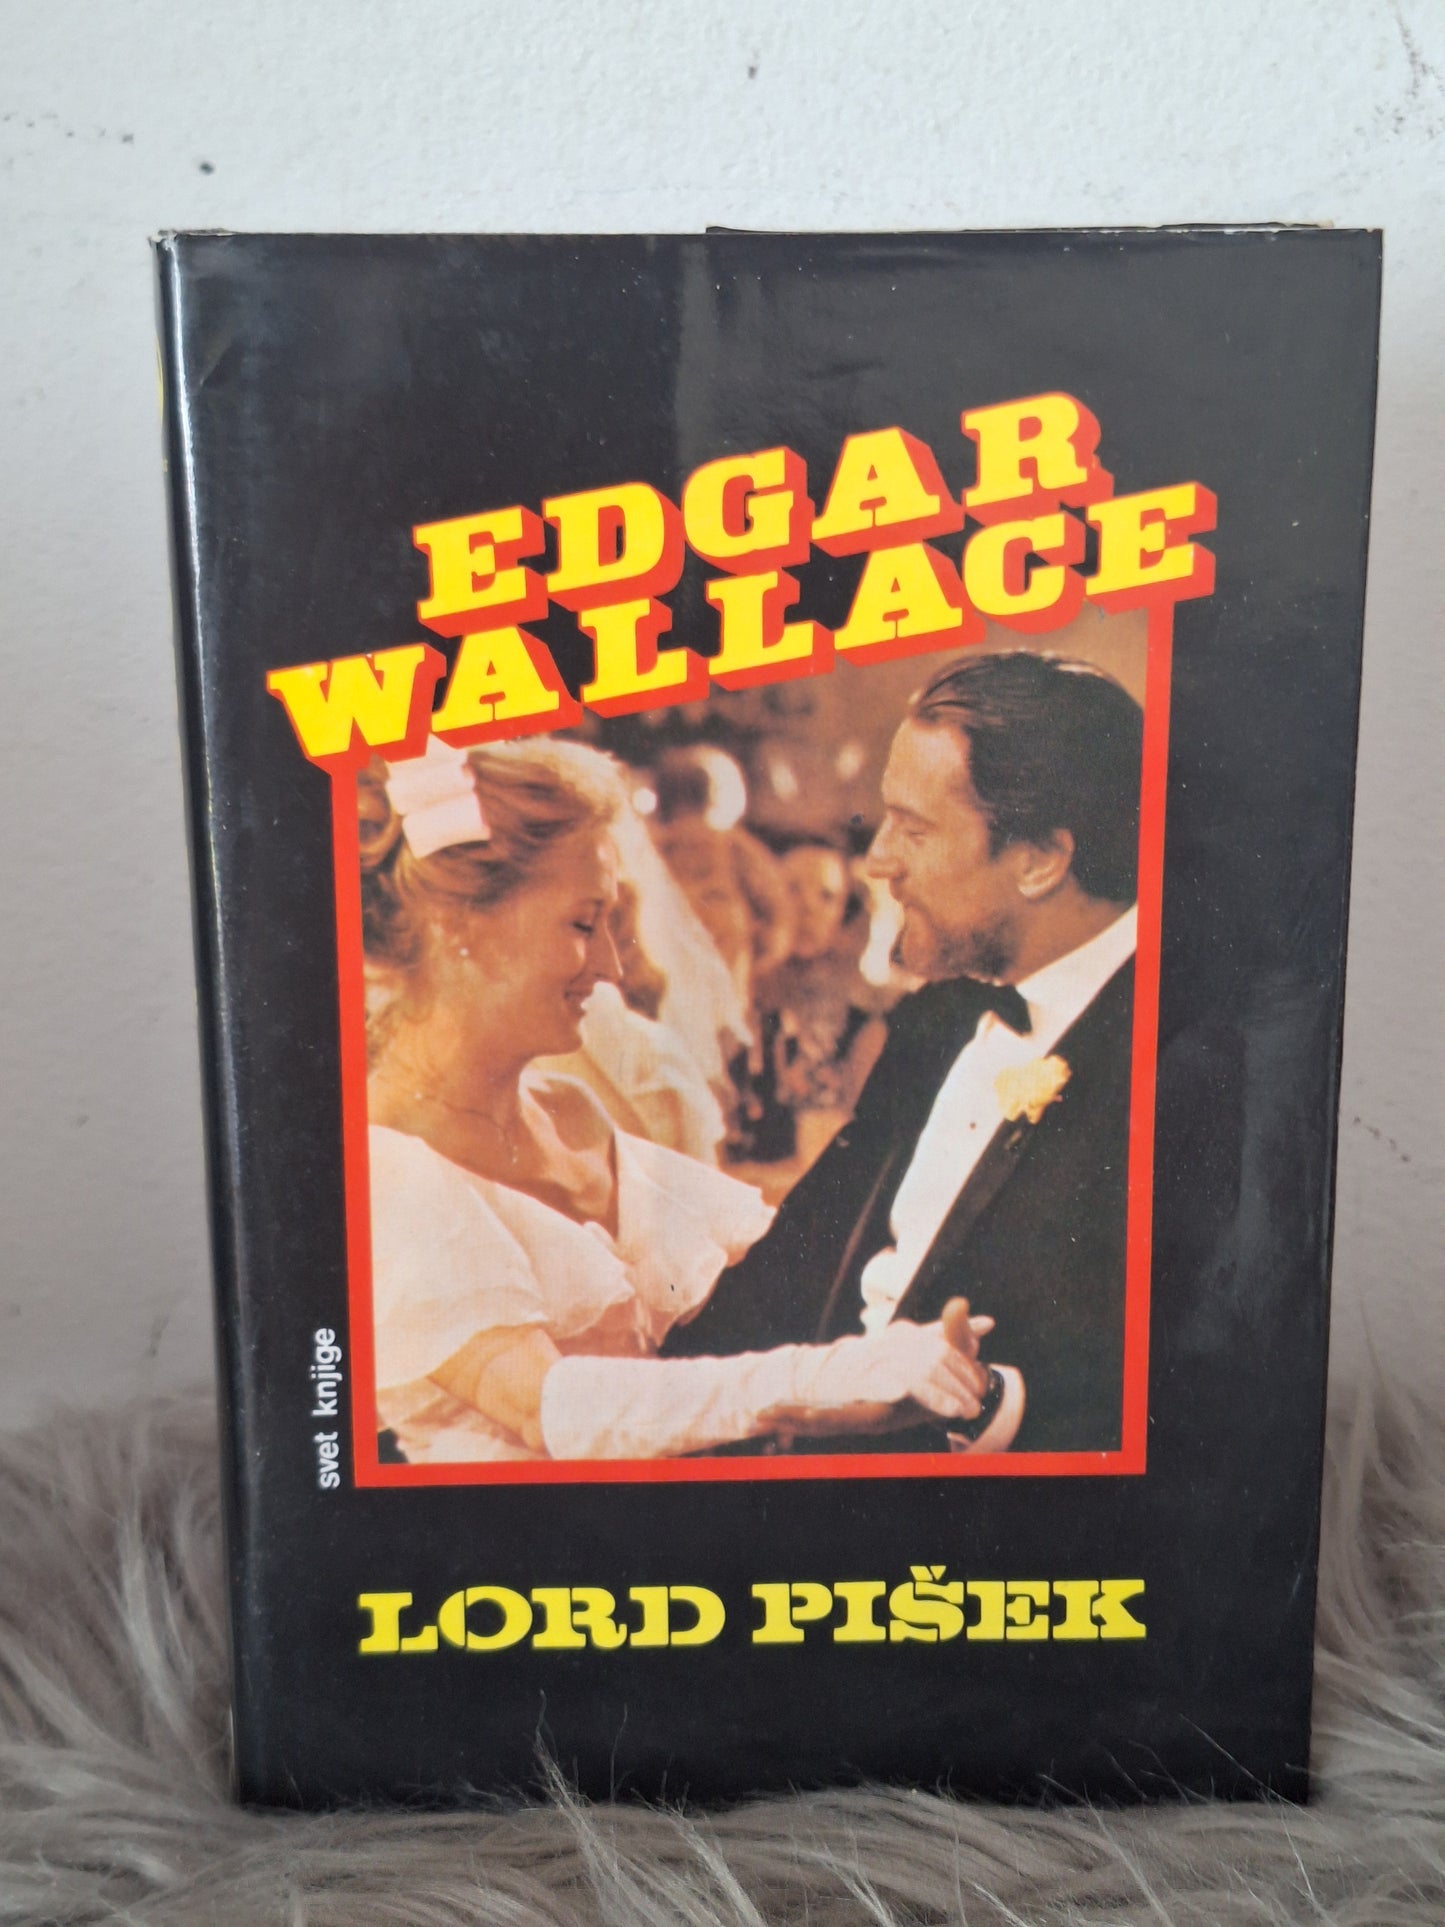 EDGAR
WALLACE
svet knjige
LORD PIŠEK